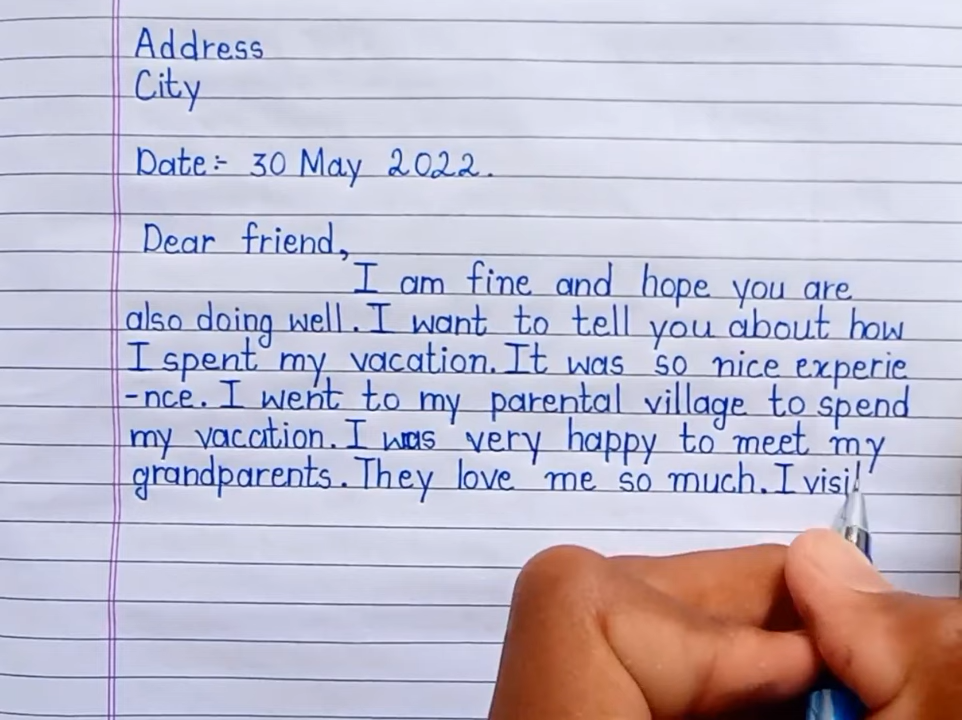 Address
City
Date:- 30 May 2022.
Dear friend,
I am fine and hope you are
also doing well. I want to tell you about how
I spent my vacation. It was so nice experie
-nce. I went to my parental village to spend
my vacation. I was very happy to meet my
grandparents. They love me so much. I visi